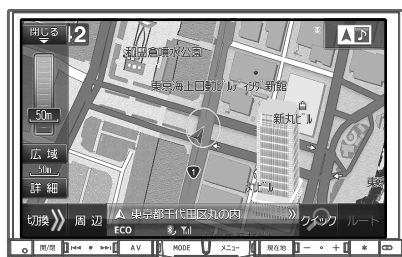 閉じる
42
和田倉噴水公園
東京海上日動ビルディング新館
新丸ビル
50m
広域
50m
詳細
1
切換
周辺
東京都千代田区丸の内
クイック
ルート
ECO
開/閉
AV
MODE
メニュー
現在地